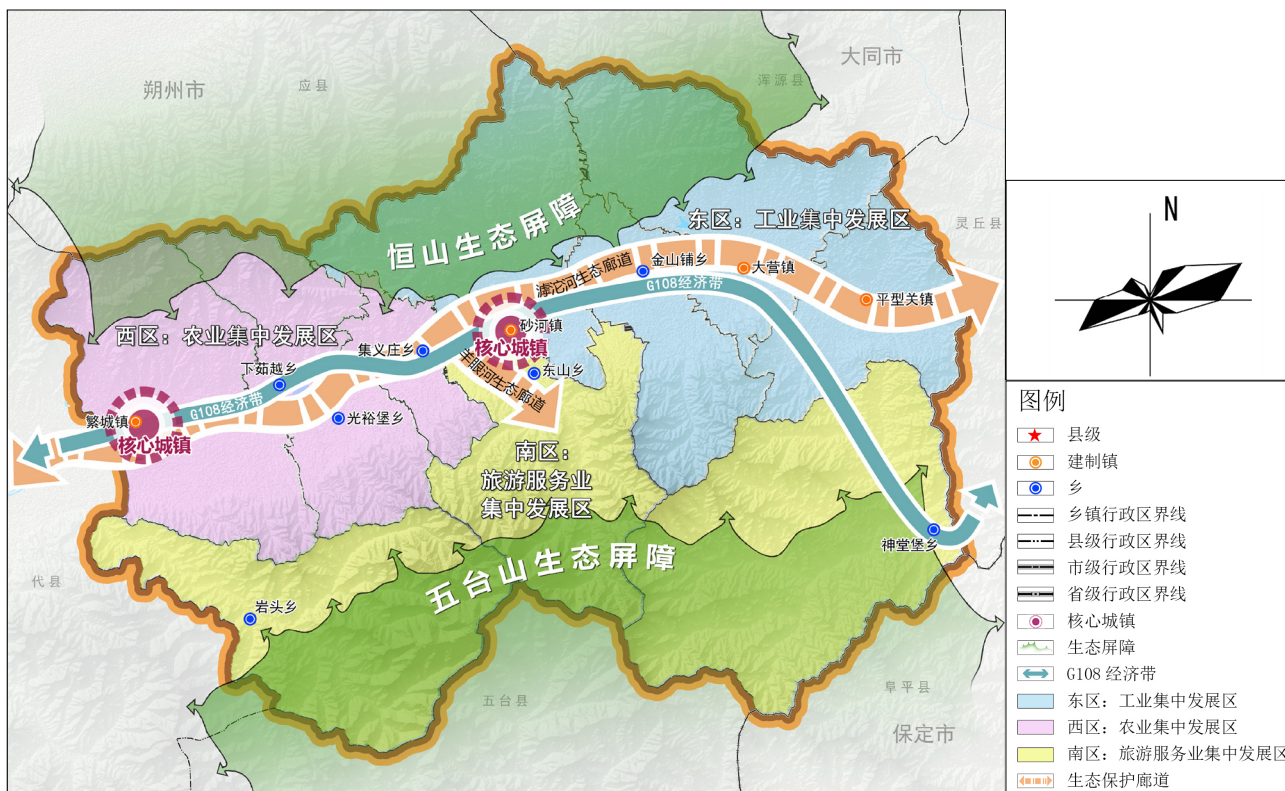 大同市
朔州市
应县
浑源县
灵丘县
N
恒山生态屏障
东区：工业集中发展区
金山铺乡
滹沱河生态廊道
大营镇
G108经济带
平型关镇
砂河镇
核心城镇
西区：农业集中发展区
集义庄乡
下茹越乡
东山乡
羊眼河生态廊道
G108经济带
繁城镇
核心城镇
光裕堡乡
南区：
旅游服务业
集中发展区
神堂堡乡
五台山生态屏障
代县
岩头乡
五台县
阜平县
保定市
图例
县级
建制镇
乡
乡镇行政区界线
县级行政区界线
市级行政区界线
省级行政区界线
核心城镇
生态屏障
G108经济带
东区：工业集中发展区
西区：农业集中发展区
南区：旅游服务业集中发展区
生态保护廊道